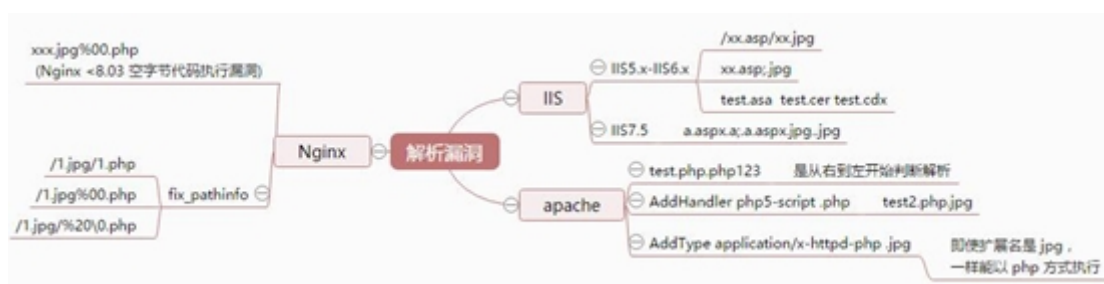 解析漏洞
Nginx
xxx.jpg%00.php
(Nginx <8.03 空字节代码执行漏洞)
fix_pathinfo
/1.jpg/1.php
/1.jpg%00.php
/1.jpg/%20\0.php
IIS
IIS5.x-IIS6.x
/xx.asp/xx.jpg
xx.asp;.jpg
test.asa test.cer test.cdx
IIS7.5 a.aspx.a;.a.aspx.jpg..jpg
apache
test.php.php123 是从右到左开始判断解析
AddHandler php5-script .php test2.php.jpg
AddType application/x-httpd-php .jpg
即使扩展名是 jpg，
一样能以 php 方式执行